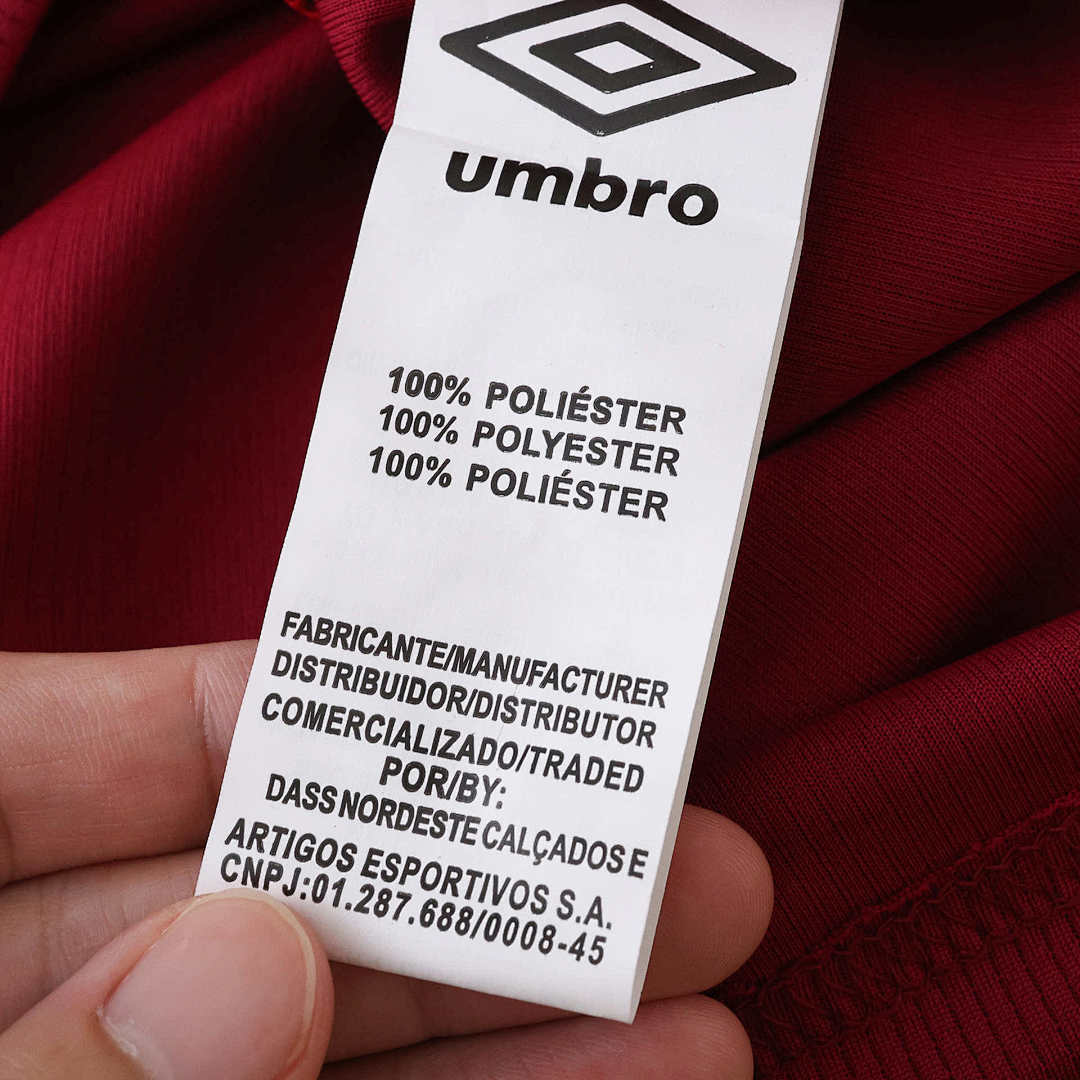 umbro
100% POLIÉSTER
100% POLYESTER
100% POLIÉSTER
FABRICANTE/MANUFACTURER
DISTRIBUIDOR/DISTRIBUTOR
COMERCIALIZADO/TRADED
POR/BY:
DASS NORDESTE CALÇADOS E
ARTIGOS ESPORTIVOS S.A.
CNPJ:01.287.688/0008-45